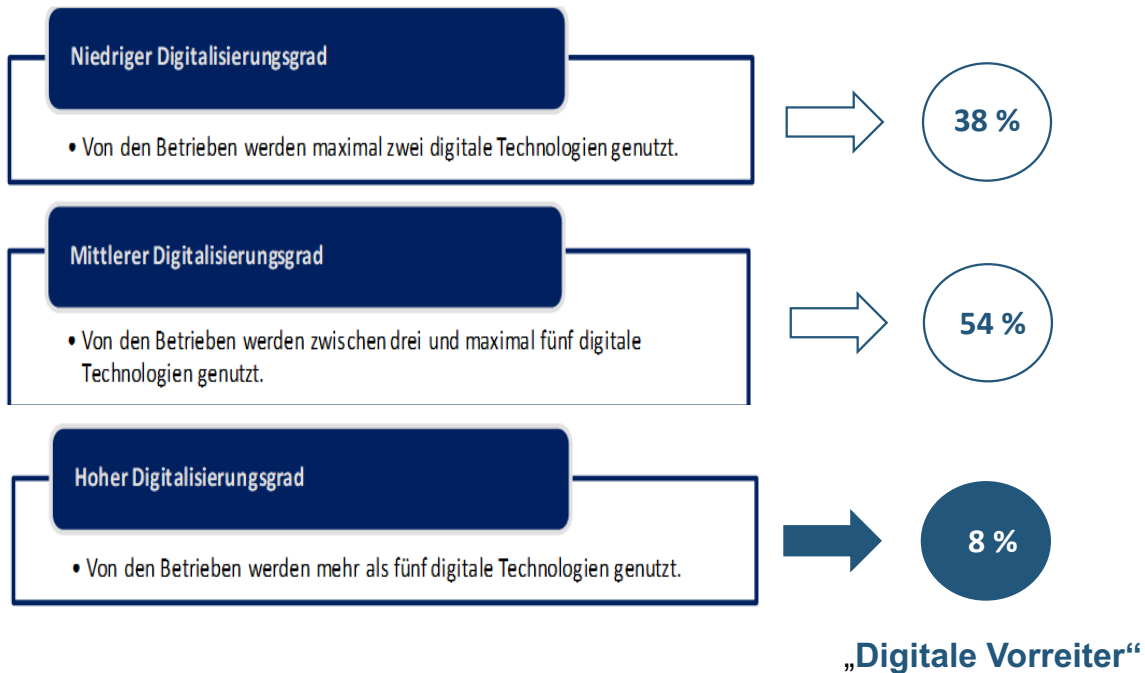 Niedriger Digitalisierungsgrad
• Von den Betrieben werden maximal zwei digitale Technologien genutzt.
38 %
Mittlerer Digitalisierungsgrad
• Von den Betrieben werden zwischen drei und maximal fünf digitale
Technologien genutzt.
54 %
Hoher Digitalisierungsgrad
• Von den Betrieben werden mehr als fünf digitale Technologien genutzt.
8 %
„Digitale Vorreiter“